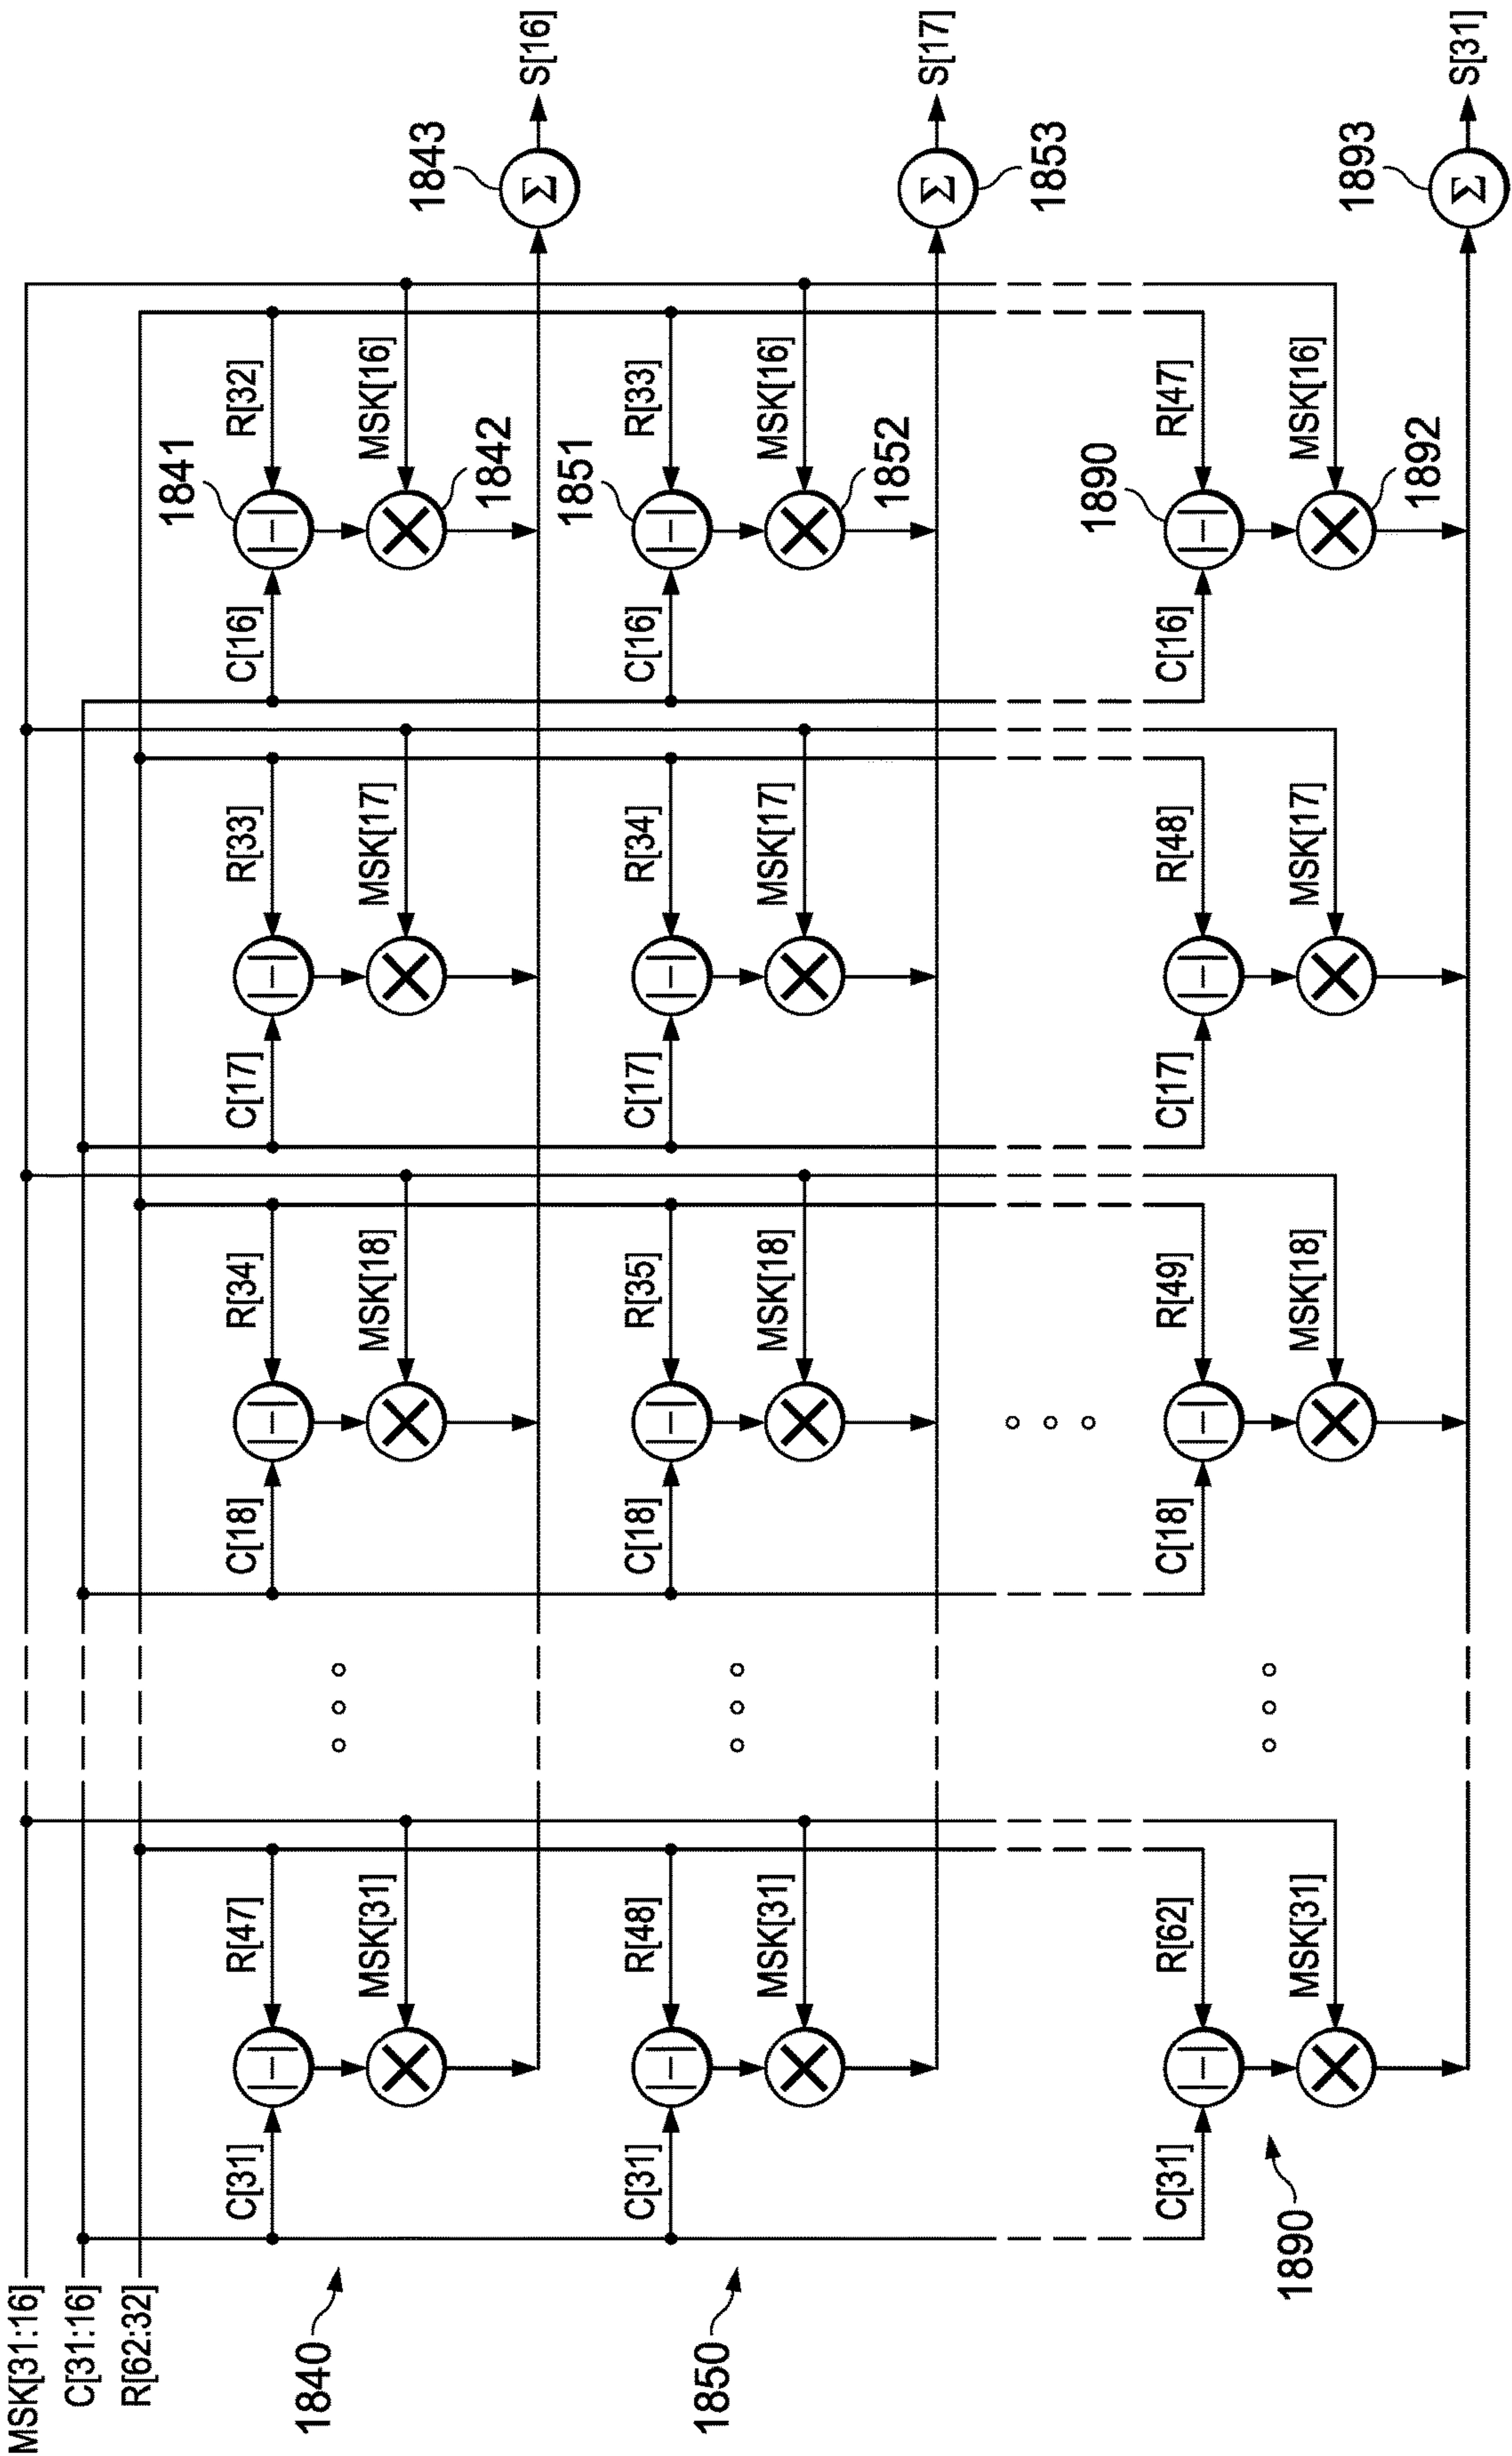 MSK[31:16]
C[31:16]
R[62:32]
1840
C[31]
R[47]
MSK[31]
C[18]
R[34]
MSK[18]
C[17]
R[33]
MSK[17]
C[16]
R[32]
MSK[16]
1841
1842
1843
Σ
S[16]
1850
C[31]
R[48]
MSK[31]
C[18]
R[35]
MSK[18]
C[17]
R[34]
MSK[17]
C[16]
R[33]
MSK[16]
1851
1852
1853
Σ
S[17]
1890
C[31]
R[62]
MSK[31]
C[18]
R[49]
MSK[18]
C[17]
R[48]
MSK[17]
C[16]
R[47]
MSK[16]
1890
1892
1893
Σ
S[31]